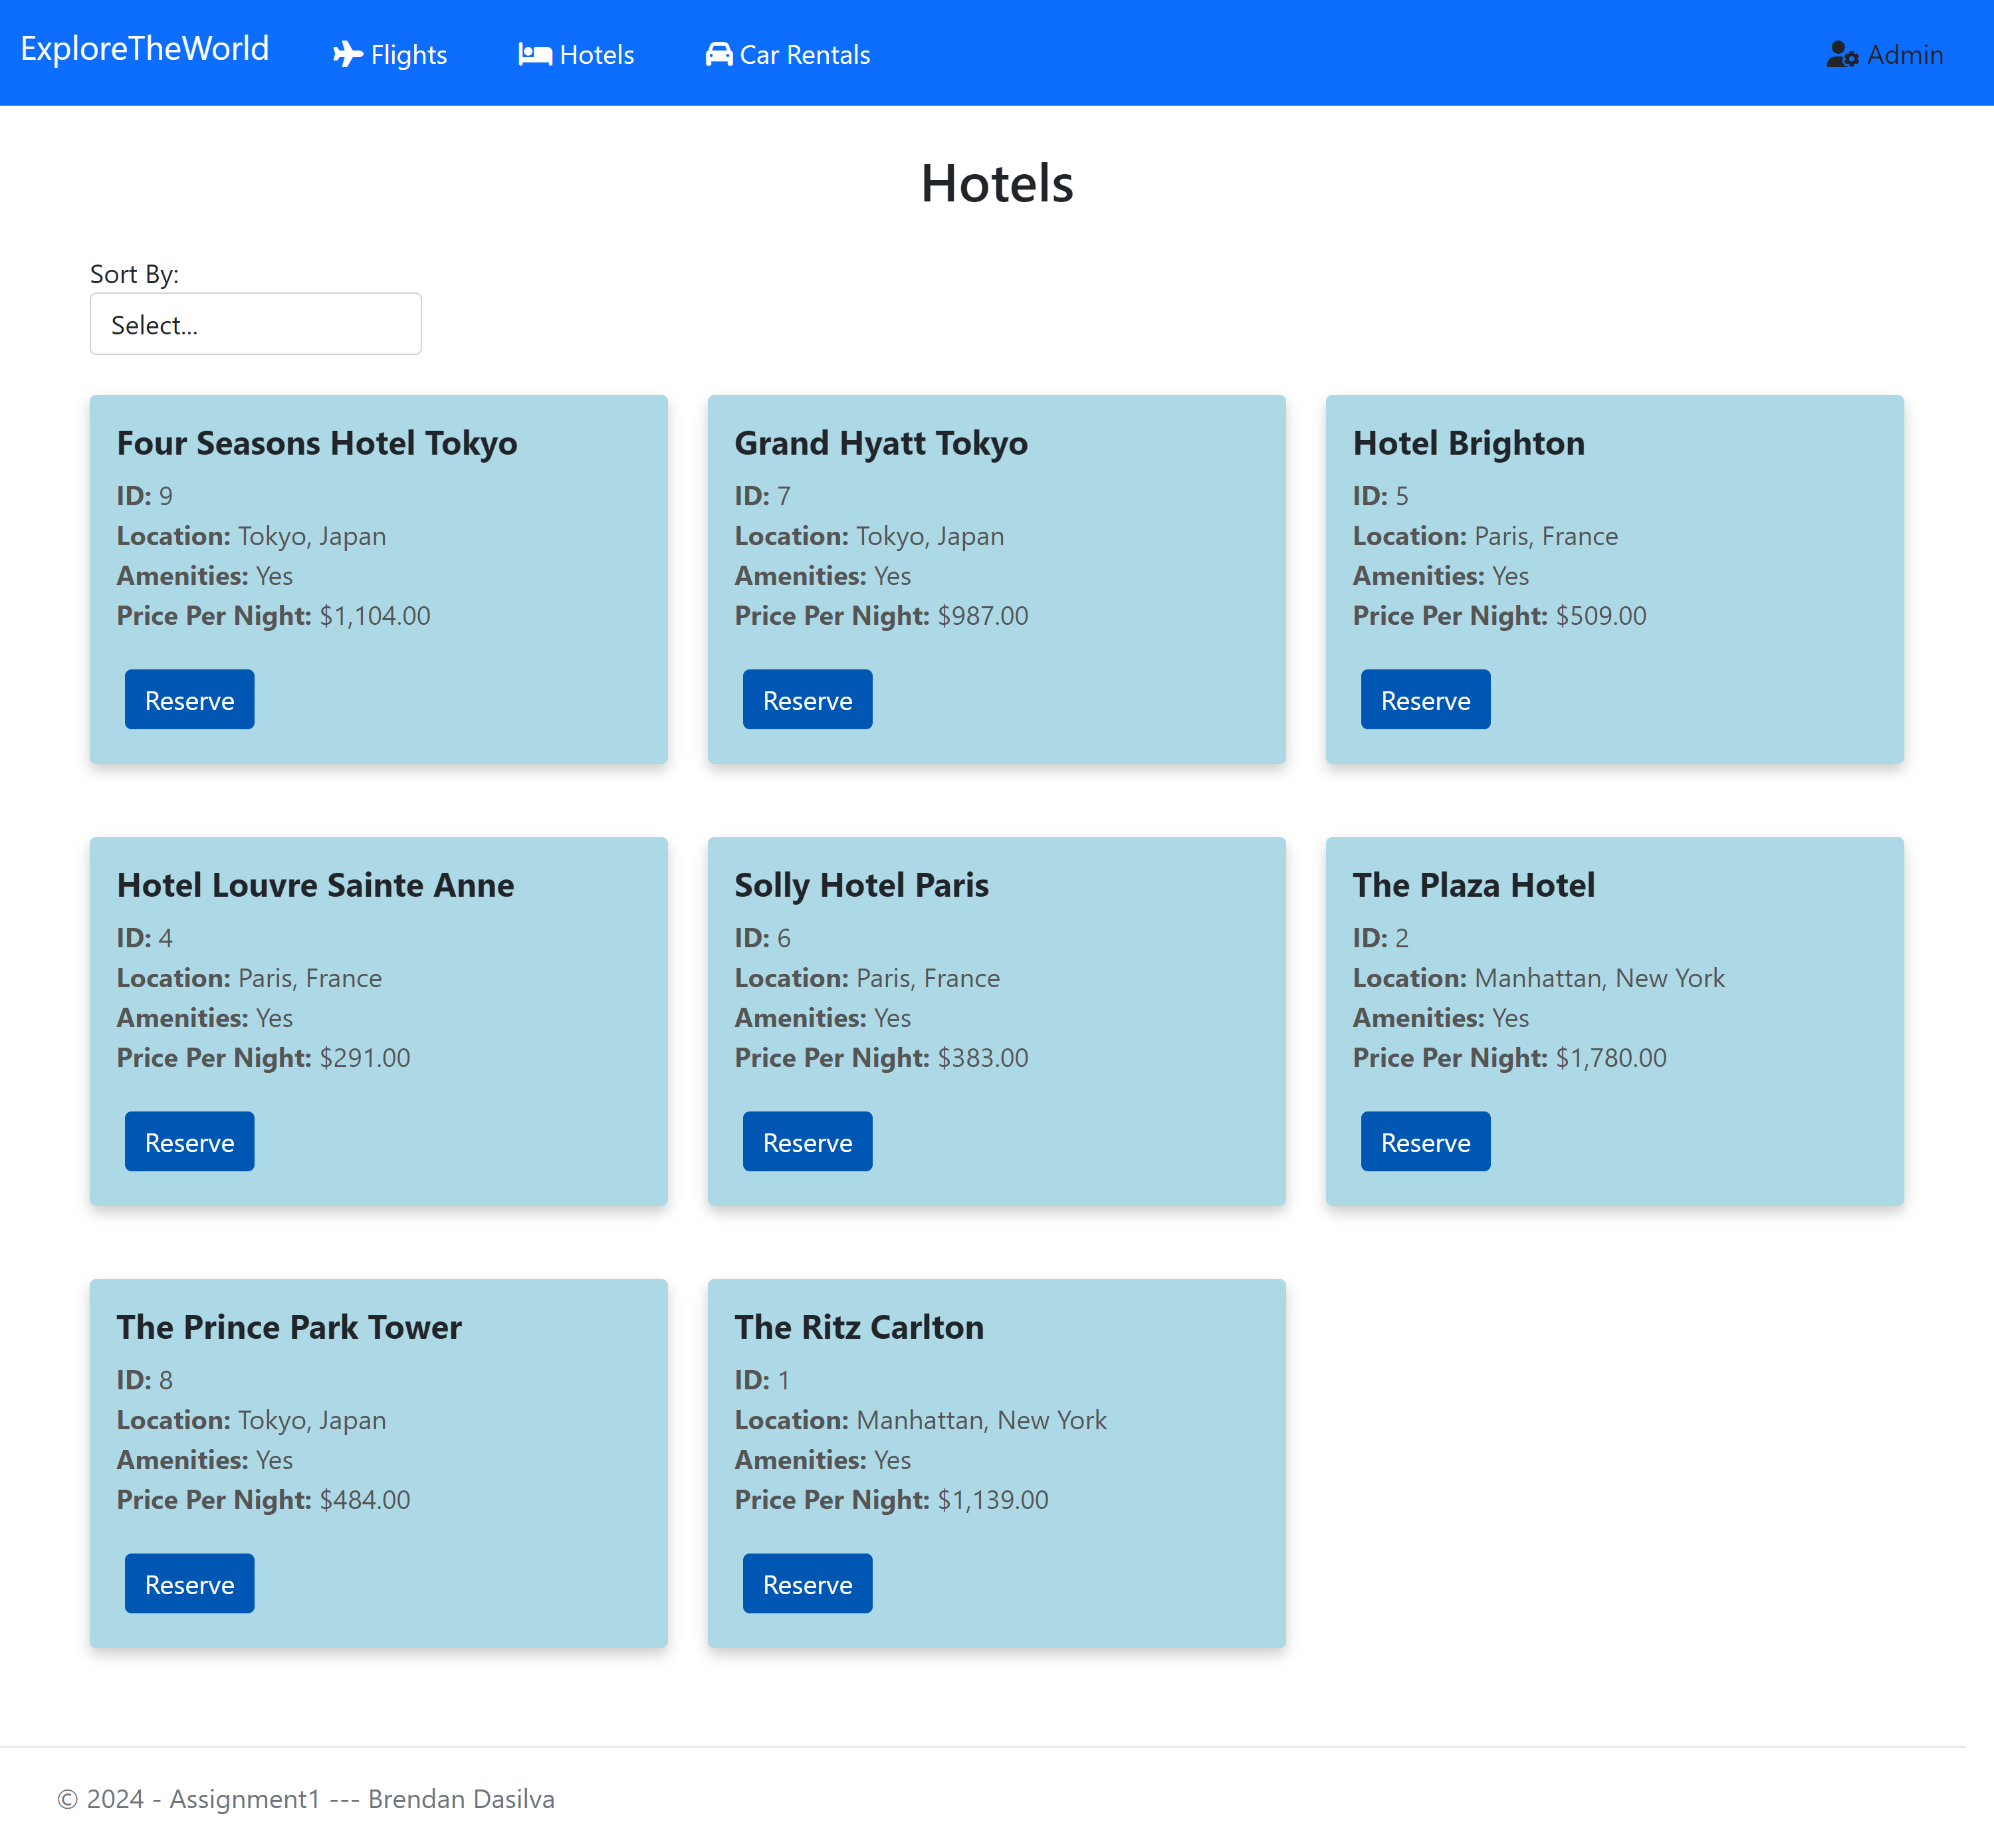 ExploreTheWorld
Flights
Hotels
Car Rentals
Admin
Hotels
Sort By:
Select...
Four Seasons Hotel Tokyo
ID: 9
Location: Tokyo, Japan
Amenities: Yes
Price Per Night: $1,104.00
Reserve
Grand Hyatt Tokyo
ID: 7
Location: Tokyo, Japan
Amenities: Yes
Price Per Night: $987.00
Reserve
Hotel Brighton
ID: 5
Location: Paris, France
Amenities: Yes
Price Per Night: $509.00
Reserve
Hotel Louvre Sainte Anne
ID: 4
Location: Paris, France
Amenities: Yes
Price Per Night: $291.00
Reserve
Solly Hotel Paris
ID: 6
Location: Paris, France
Amenities: Yes
Price Per Night: $383.00
Reserve
The Plaza Hotel
ID: 2
Location: Manhattan, New York
Amenities: Yes
Price Per Night: $1,780.00
Reserve
The Prince Park Tower
ID: 8
Location: Tokyo, Japan
Amenities: Yes
Price Per Night: $484.00
Reserve
The Ritz Carlton
ID: 1
Location: Manhattan, New York
Amenities: Yes
Price Per Night: $1,139.00
Reserve
© 2024 - Assignment1 --- Brendan Dasilva